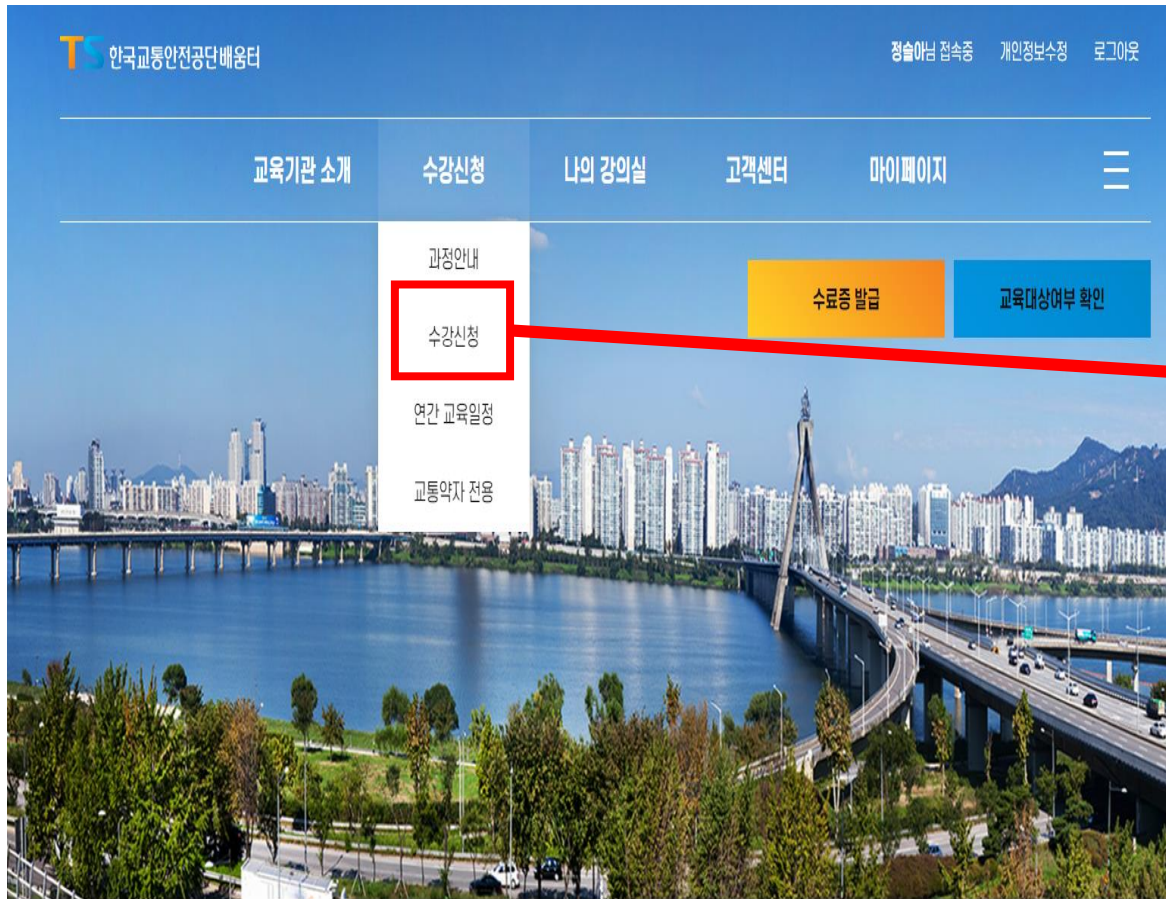 TS 한국교통안전공단배움터
정슬아님 접속중 개인정보수정 로그아웃
교육기관 소개 수강신청 나의 강의실 고객센터 마이페이지
과정안내
수강신청
연간 교육일정
교통약자 전용
수료증 발급 교육대상여부 확인